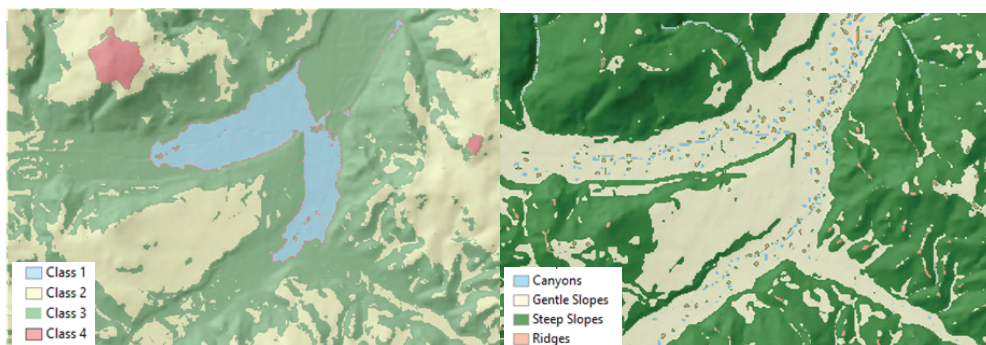 Class 1
Class 2
Class 3
Class 4
Canyons
Gentle Slopes
Steep Slopes
Ridges